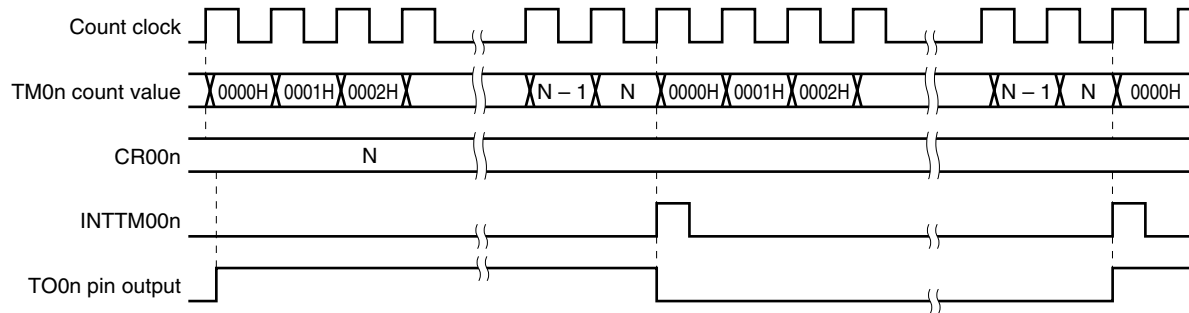 Count clock
TM0n count value 0000H 0001H 0002H N – 1 N 0000H 0001H 0002H N – 1 N 0000H
CR00n N
INTTM00n
TO0n pin output